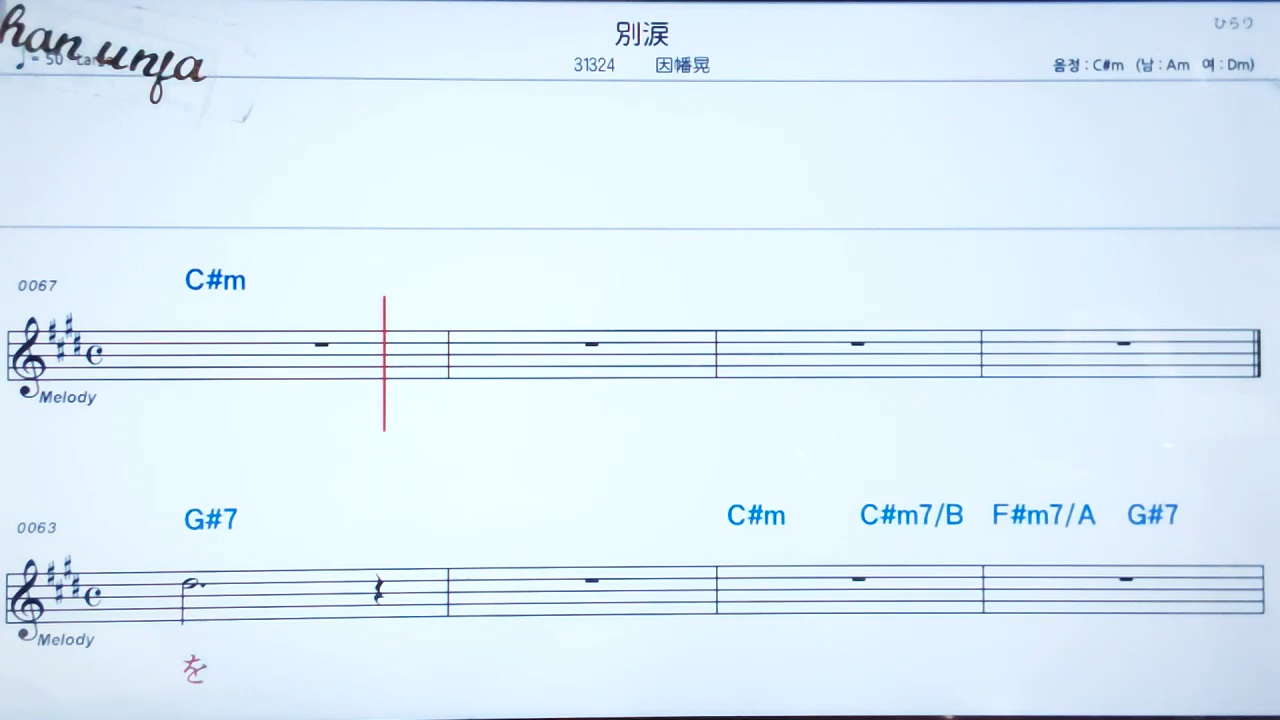 han unja
別涙
ひらり
♩= 50
31324 因幡晃
음정 : C#m (남 : Am 여 : Dm)
0067
C#m
Melody
0063
G#7 C#m C#m7/B F#m7/A G#7
Melody
を